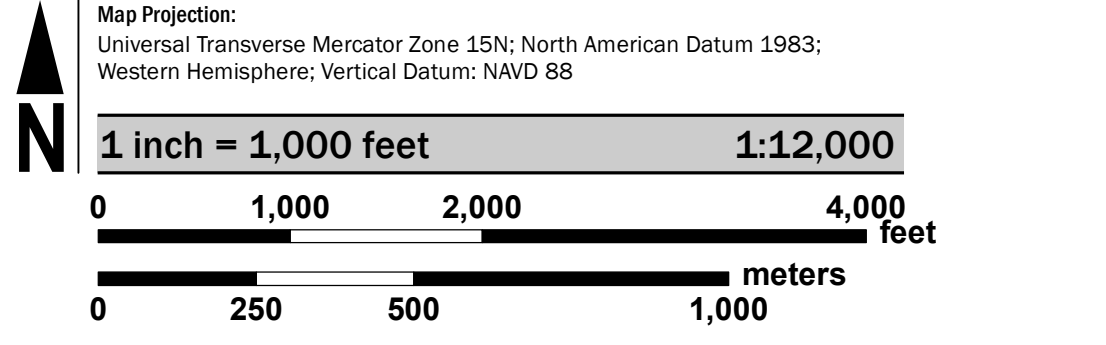 N
Map Projection:
Universal Transverse Mercator Zone 15N; North American Datum 1983;
Western Hemisphere; Vertical Datum: NAVD 88
1 inch = 1,000 feet 1:12,000
0 1,000 2,000 4,000
feet
meters
0 250 500 1,000